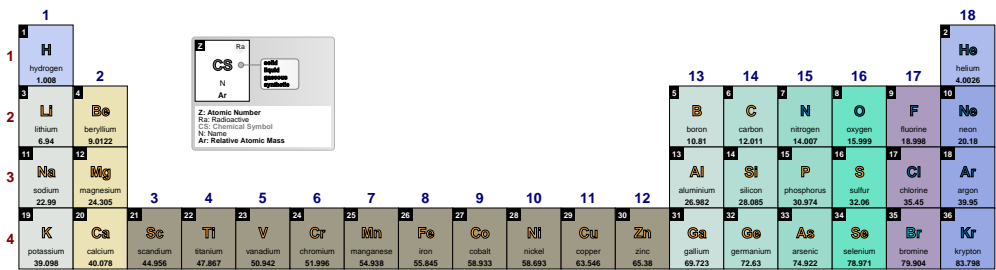 1 18
1 2
1 H He
hydrogen helium
1.008 2 13 14 15 16 17 4.0026
3 4 5 6 7 8 9 10
2 Li Be B C N O F Ne
lithium beryllium boron carbon nitrogen oxygen fluorine neon
6.94 9.0122 10.81 12.011 14.007 15.999 18.998 20.18
11 12 13 14 15 16 17 18
3 Na Mg Al Si P S Cl Ar
sodium magnesium aluminium silicon phosphorus sulfur chlorine argon
22.99 24.305 3 4 5 6 7 8 9 10 11 12 26.982 28.085 30.974 32.06 35.45 39.95
19 20 21 22 23 24 25 26 27 28 29 30 31 32 33 34 35 36
4 K Ca Sc Ti V Cr Mn Fe Co Ni Cu Zn Ga Ge As Se Br Kr
potassium calcium scandium titanium vanadium chromium manganese iron cobalt nickel copper zinc gallium germanium arsenic selenium bromine krypton
39.098 40.078 44.956 47.867 50.942 51.996 54.938 55.845 58.933 58.693 63.546 65.38 69.723 72.63 74.922 78.971 79.904 83.798
Z Ra
CS
N
Ar
solid
liquid
gaseous
synthetic
Z: Atomic Number
Ra: Radioactive
CS: Chemical Symbol
N: Name
Ar: Relative Atomic Mass